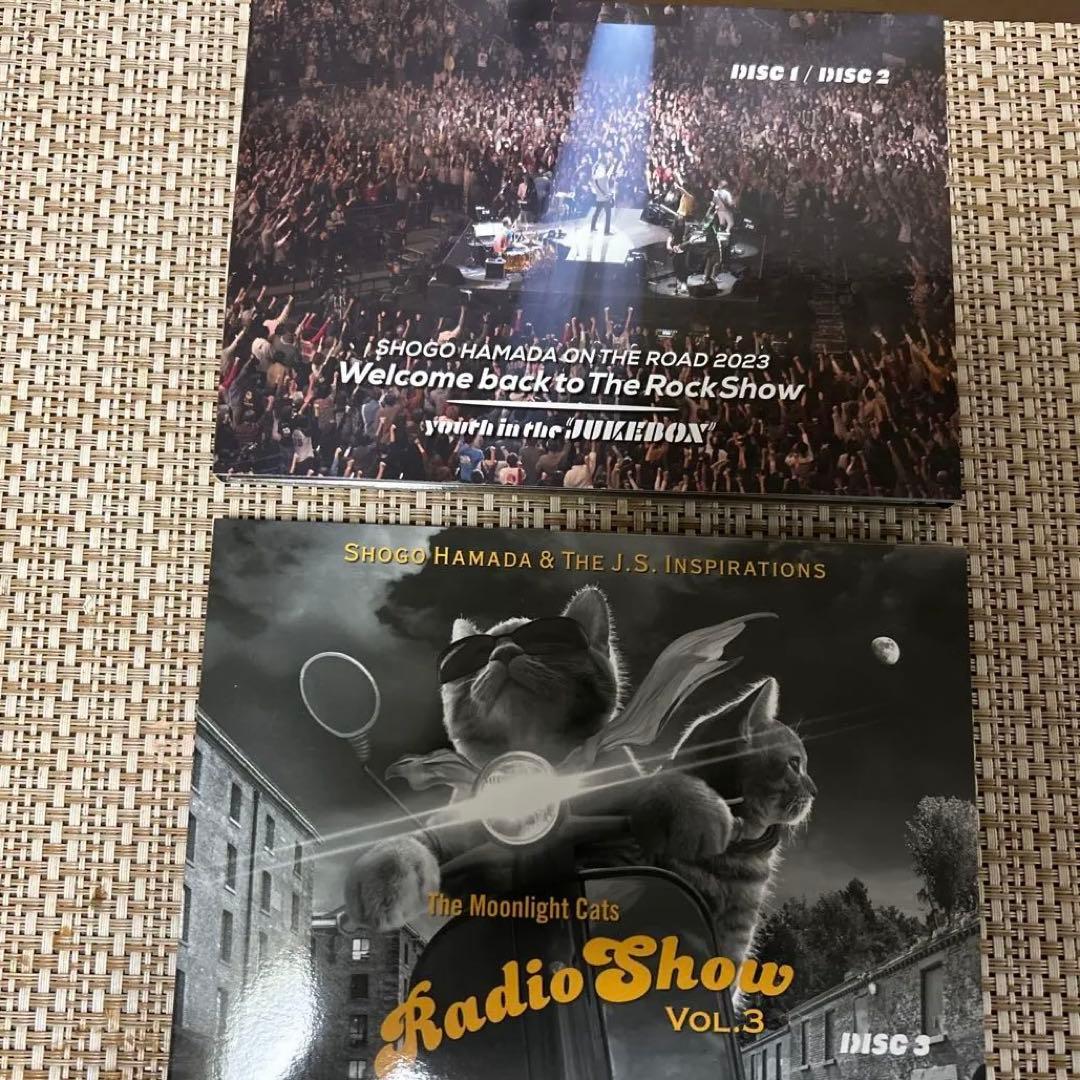 DISC 1 / DISC 2
SHOGO HAMADA ON THE ROAD 2023
Welcome back to The Rock Show
youth in the "JUKEBOX"
SHOGO HAMADA & THE J.S. INSPIRATIONS
The Moonlight Cats
Radio Show
VOL.3
DISC 3